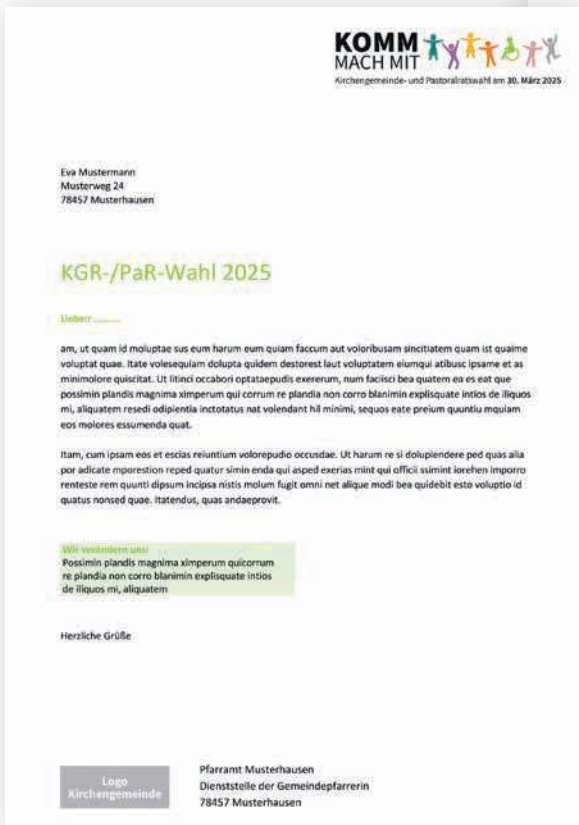 KOMM
MACH MIT
Kirchengemeinde- und Pastoralratswahl am 30. März 2025
Eva Mustermann
Musterweg 24
78457 Musterhausen
KGR-/PaR-Wahl 2025
Lieber: ..........
am, ut quam id moluptae sus eum harum eum quiam faccum aut voloribusam sincitiatem quam ist quaime
voluptat quae. Itate volesequiam dolupta quidem destorest laut voluptatem eiumqui atibusc ipsame et as
minimolore quiscitat. Ut litinci occabori optataepudis exererum, num facilsci bea quatem ea es eat que
possimin plandis magnima ximperum qui corrum re plandia non corro blanimin explisquate intios de iliquos
mi, aliquatem resedi odipientia inctotatus nat volendant hil minimi, sequos eate preium quuntiu mquiam
eos molores essumenda quat.
Itam, cum ipsam eos et escias reiuntium volorepudio occusdae. Ut harum re si dolupiendere ped quas alia
por adicate mporestion reped quatur simin enda qui asped exerias mint qui officii ssimint iorehen imporro
renteste rem quunti dipsum incipsa nistis molum fugit omni net alique modi bea quidebit esto voluptio id
quatus nonsed quae. Itatendus, quas andaeprovit.
Wir verändern uns:
Possimin plandis magnima ximperum quicorrum
re plandia non corro blanimin explisquate intios
de iliquos mi, aliquatem
Herzliche Grüße
Logo
Kirchengemeinde
Pfarramt Musterhausen
Dienststelle der Gemeindepfarrerin
78457 Musterhausen